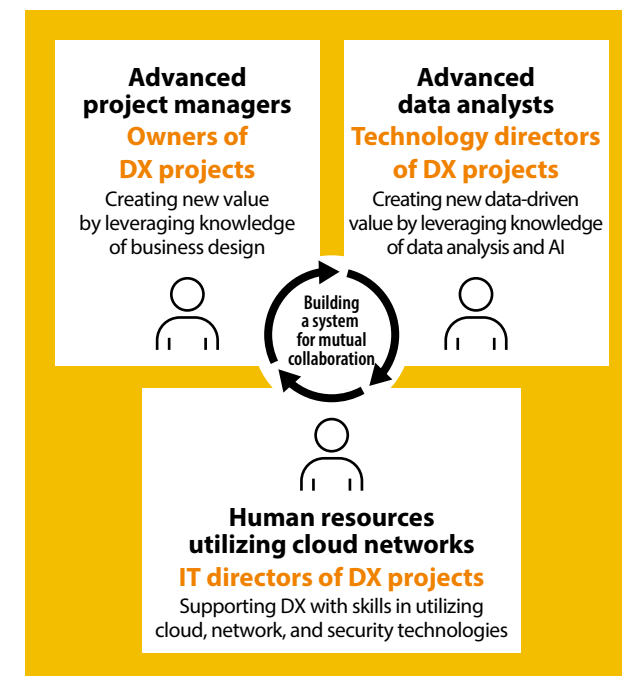 Advanced
project managers
Owners of
DX projects
Creating new value
by leveraging knowledge
of business design
Advanced
data analysts
Technology directors
of DX projects
Creating new data-driven
value by leveraging knowledge
of data analysis and AI
Building
a system
for mutual
collaboration
Human resources
utilizing cloud networks
IT directors of DX projects
Supporting DX with skills in utilizing
cloud, network, and security technologies